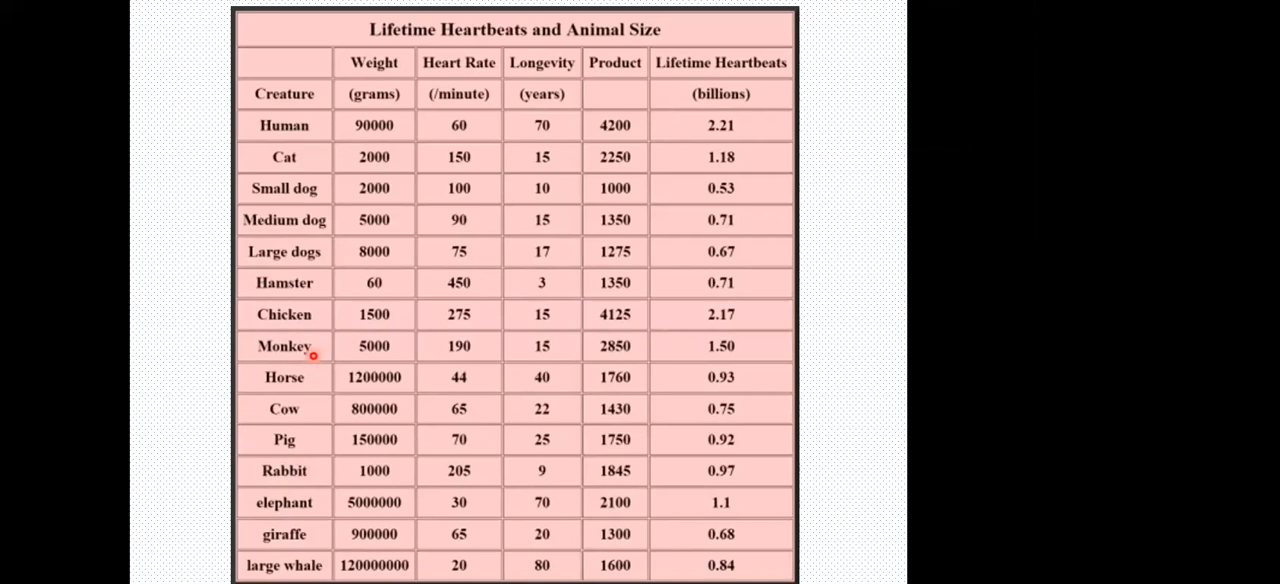 Lifetime Heartbeats and Animal Size
Weight Heart Rate Longevity Product Lifetime Heartbeats
Creature (grams) (/minute) (years) (billions)
Human 90000 60 70 4200 2.21
Cat 2000 150 15 2250 1.18
Small dog 2000 100 10 1000 0.53
Medium dog 5000 90 15 1350 0.71
Large dogs 8000 75 17 1275 0.67
Hamster 60 450 3 1350 0.71
Chicken 1500 275 15 4125 2.17
Monkey 5000 190 15 2850 1.50
Horse 1200000 44 40 1760 0.93
Cow 800000 65 22 1430 0.75
Pig 150000 70 25 1750 0.92
Rabbit 1000 205 9 1845 0.97
elephant 5000000 30 70 2100 1.1
giraffe 900000 65 20 1300 0.68
large whale 120000000 20 80 1600 0.84